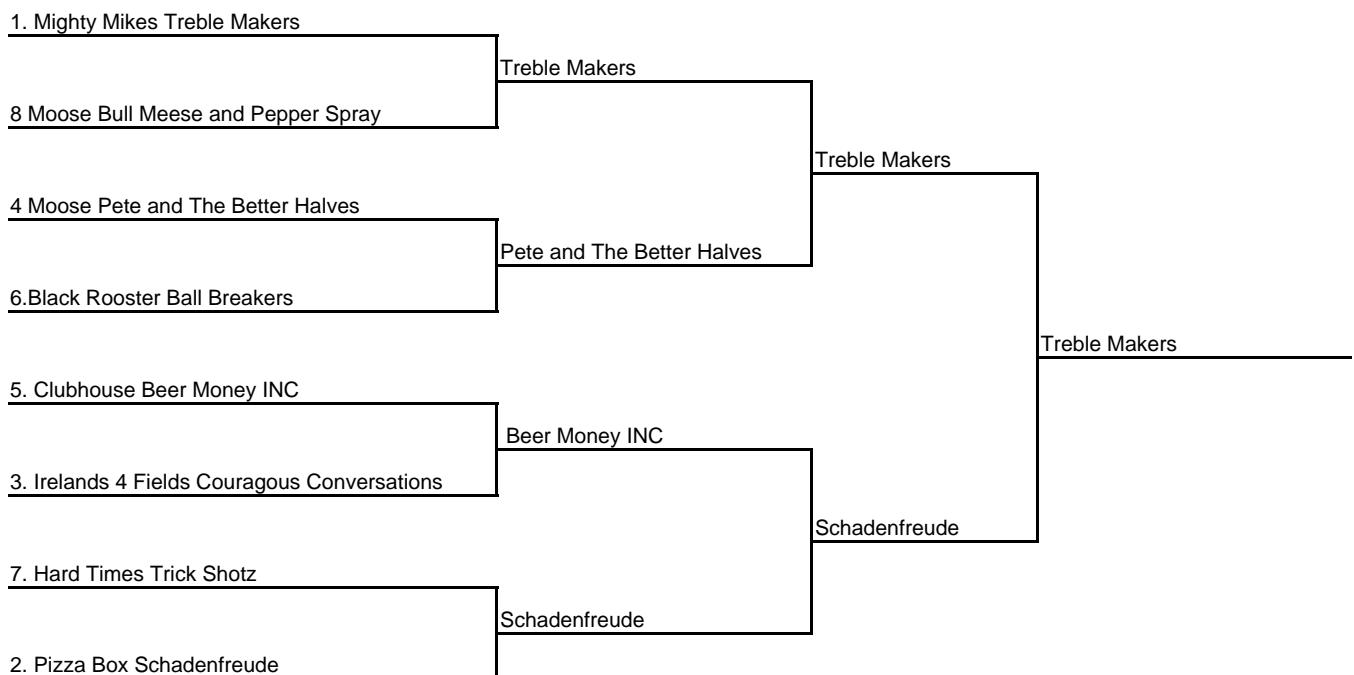 1. Mighty Mikes Treble Makers
Treble Makers
8 Moose Bull Meese and Pepper Spray
Treble Makers
4 Moose Pete and The Better Halves
Pete and The Better Halves
6.Black Rooster Ball Breakers
Treble Makers
5. Clubhouse Beer Money INC
Beer Money INC
3. Irelands 4 Fields Couragous Conversations
Schadenfreude
7. Hard Times Trick Shotz
Schadenfreude
2. Pizza Box Schadenfreude